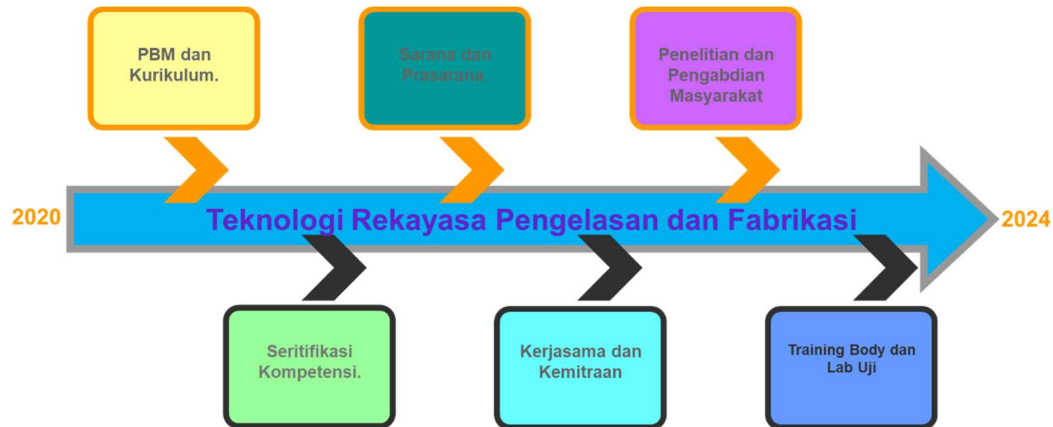 PBM dan
Kurikulum.
Sarana dan
Prasarana.
Penelitian dan
Pengabdian
Masyarakat
2020
Teknologi Rekayasa Pengelasan dan Fabrikasi
2024
Seritifikasi
Kompetensi.
Kerjasama dan
Kemitraan
Training Body dan
Lab Uji